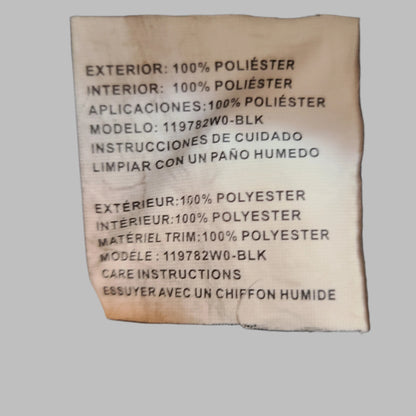 EXTERIOR: 100% POLIÉSTER
INTERIOR: 100% POLIÉSTER
APLICACIONES:100% POLIÉSTER
MODELO: 119782W0-BLK
INSTRUCCIONES DE CUIDADO
LIMPIAR CON UN PAÑO HUMEDO
EXTÉRIEUR:100% POLYESTER
INTÉRIEUR:100% POLYESTER
MATÉRIEL TRIM:100% POLYESTER
MODÈLE: 119782W0-BLK
CARE INSTRUCTIONS
ESSUYER AVEC UN CHIFFON HUMIDE